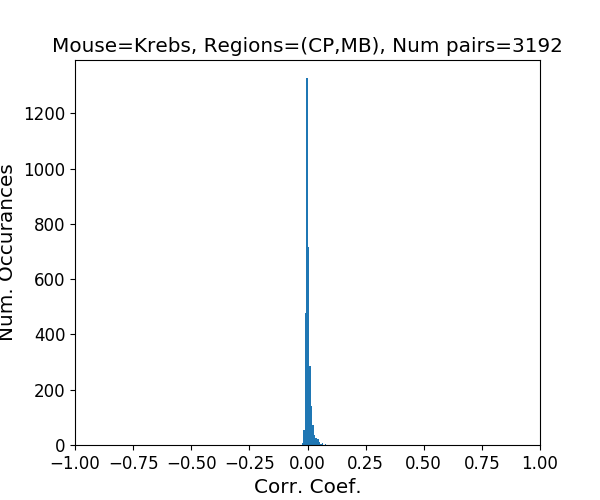 Mouse=Krebs, Regions=(CP,MB), Num pairs=3192
Num. Occurances
1200
1000
800
600
400
200
0
−1.00 −0.75 −0.50 −0.25 0.00 0.25 0.50 0.75 1.00
Corr. Coef.